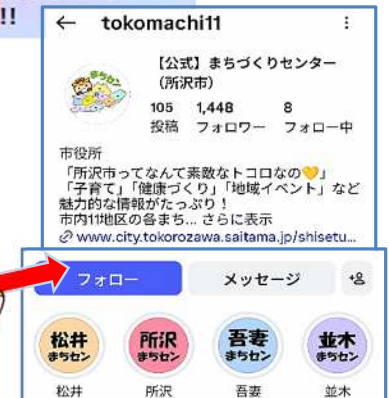 !!
← tokomachi11
【公式】まちづくりセンター
（所沢市）
105 1,448 8
投稿 フォロワー フォロー中
まちセン
市役所
「所沢市ってなんて素敵なトコロなの💛」
「子育て」「健康づくり」「地域イベント」など
魅力的な情報がたっぷり！
市内11地区の各まち... さらに表示
www.city.tokorozawa.saitama.jp/shisetu...
フォロー メッセージ
松井 所沢 吾妻 並木
まちセン まちセン まちセン まちセン
松井 所沢 吾妻 並木